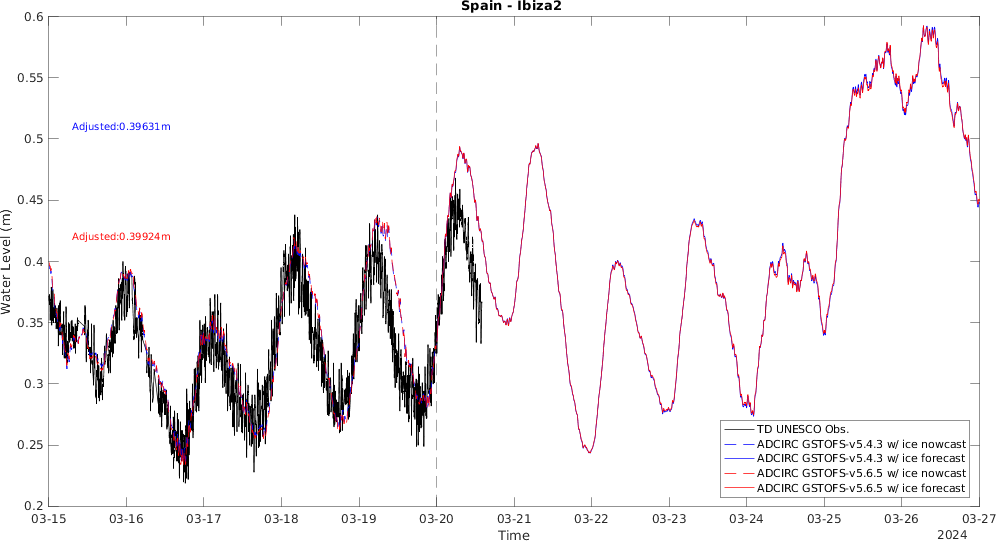 Spain - Ibiza2
0.6
0.55
0.5
0.45
0.4
0.35
0.3
0.25
0.2
Water Level (m)
Adjusted:0.39631m
Adjusted:0.39924m
TD UNESCO Obs.
ADCIRC GSTOFS-v5.4.3 w/ ice nowcast
ADCIRC GSTOFS-v5.4.3 w/ ice forecast
ADCIRC GSTOFS-v5.6.5 w/ ice nowcast
ADCIRC GSTOFS-v5.6.5 w/ ice forecast
03-15 03-16 03-17 03-18 03-19 03-20 03-21 03-22 03-23 03-24 03-25 03-26 03-27
Time
2024